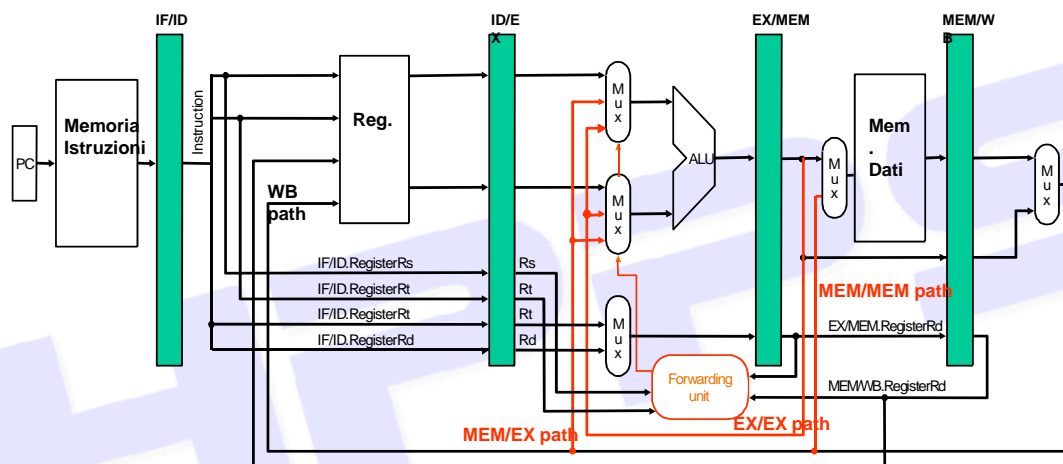 IF/ID
ID/E
X
EX/MEM
MEM/W
B
PC
Memoria
Istruzioni
Instruction
Reg.
M
u
x
M
u
x
ALU
M
u
x
Mem
.
Dati
M
u
x
WB
path
IF/ID.RegisterRs
Rs
IF/ID.RegisterRt
Rt
IF/ID.RegisterRt
Rt
IF/ID.RegisterRd
Rd
M
u
x
MEM/MEM path
EX/MEM.RegisterRd
Forwarding
unit
MEM/WB.RegisterRd
EX/EX path
MEM/EX path